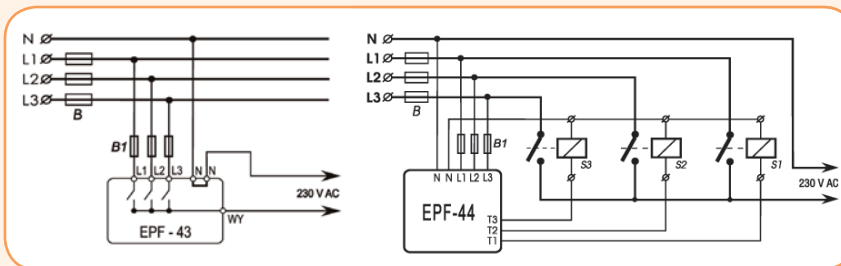 N
L1
L2
L3
B
B1
L1 L2 L3 N N
230 V AC
WY
EPF - 43
N
L1
L2
L3
B
B1
S3
S2
S1
N N L1 L2 L3
230 V AC
EPF-44
T3
T2
T1